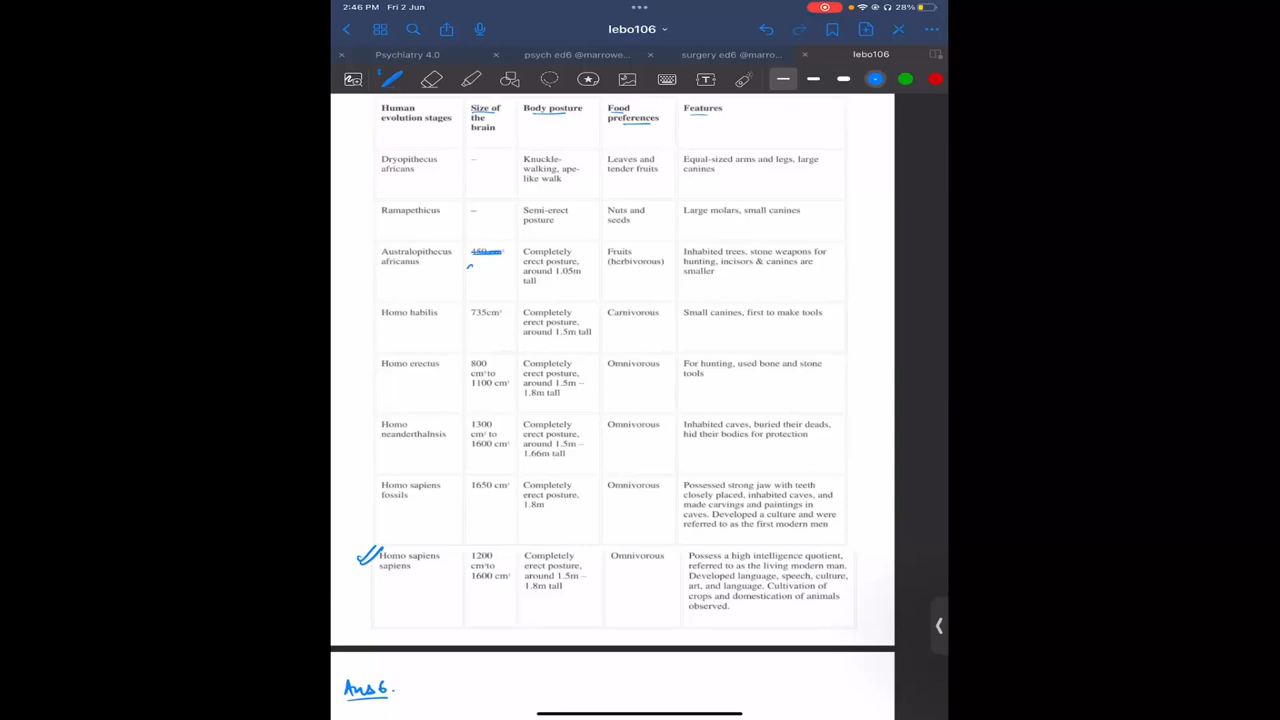 2:46 PM Fri 2 Jun
28%
lebo106
Psychiatry 4.0
psych ed6 @marrowe...
surgery ed6 @marro...
lebo106
Human evolution stages
Size of the brain
Body posture
Food preferences
Features
Dryopithecus africans
–
Knuckle-walking, ape-like walk
Leaves and tender fruits
Equal-sized arms and legs, large canines
Ramapethicus
–
Semi-erect posture
Nuts and seeds
Large molars, small canines
Australopithecus africanus
450 cm³
Completely erect posture, around 1.05m tall
Fruits (herbivorous)
Inhabited trees, stone weapons for hunting, incisors & canines are smaller
Homo habilis
735cm³
Completely erect posture, around 1.5m tall
Carnivorous
Small canines, first to make tools
Homo erectus
800 cm³to 1100 cm³
Completely erect posture, around 1.5m – 1.8m tall
Omnivorous
For hunting, used bone and stone tools
Homo neanderthalnsis
1300 cm³ to 1600 cm³
Completely erect posture, around 1.5m – 1.66m tall
Omnivorous
Inhabited caves, buried their deads, hid their bodies for protection
Homo sapiens fossils
1650 cm³
Completely erect posture, 1.8m
Omnivorous
Possessed strong jaw with teeth closely placed, inhabited caves, and made carvings and paintings in caves. Developed a culture and were referred to as the first modern men
Homo sapiens sapiens
1200 cm³to 1600 cm³
Completely erect posture, around 1.5m – 1.8m tall
Omnivorous
Possess a high intelligence quotient, referred to as the living modern man. Developed language, speech, culture, art, and language. Cultivation of crops and domestication of animals observed.
Ans 6.